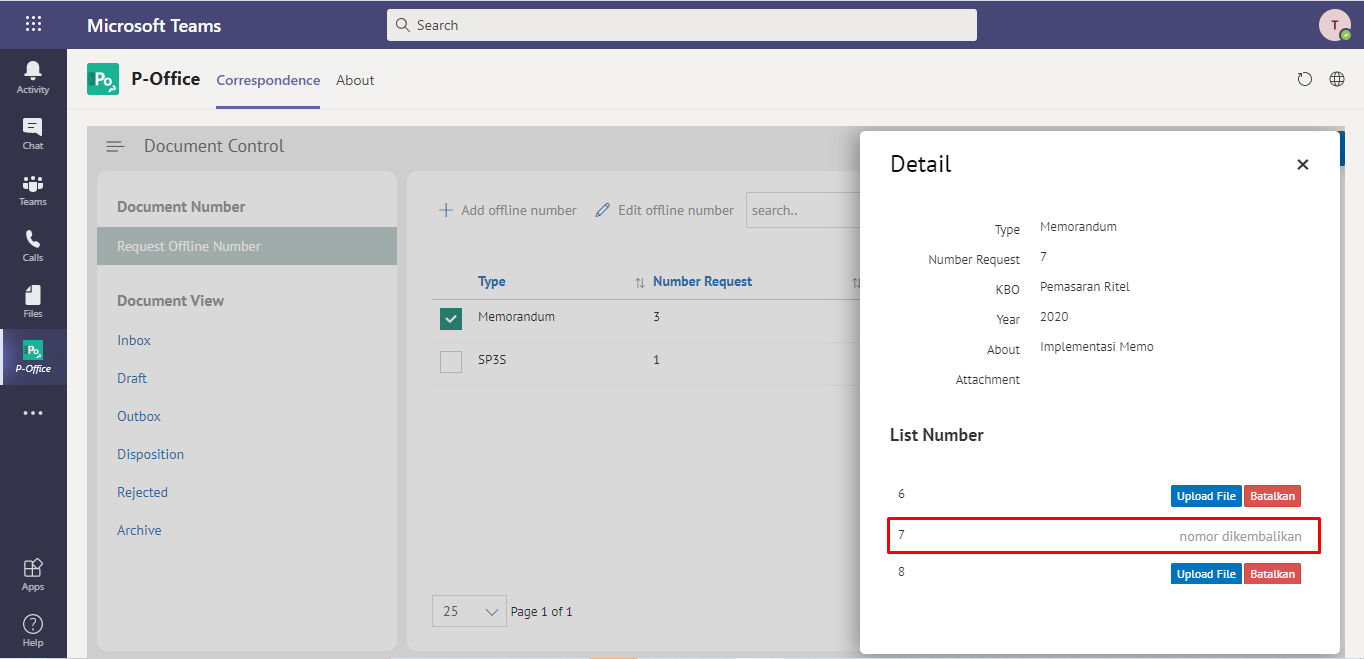 Microsoft Teams
Search
T
Activity
Chat
Teams
Calls
Files
Po
P-Office
Apps
Help
Po
P-Office Correspondence About
Document Control
Document Number
Request Offline Number
Document View
Inbox
Draft
Outbox
Disposition
Rejected
Archive
Add offline number Edit offline number search..
Type Number Request
Memorandum 3
SP3S 1
25 Page 1 of 1
Detail
Type Memorandum
Number Request 7
KBO Pemasaran Ritel
Year 2020
About Implementasi Memo
Attachment
List Number
6 Upload File Batalkan
7 nomor dikembalikan
8 Upload File Batalkan